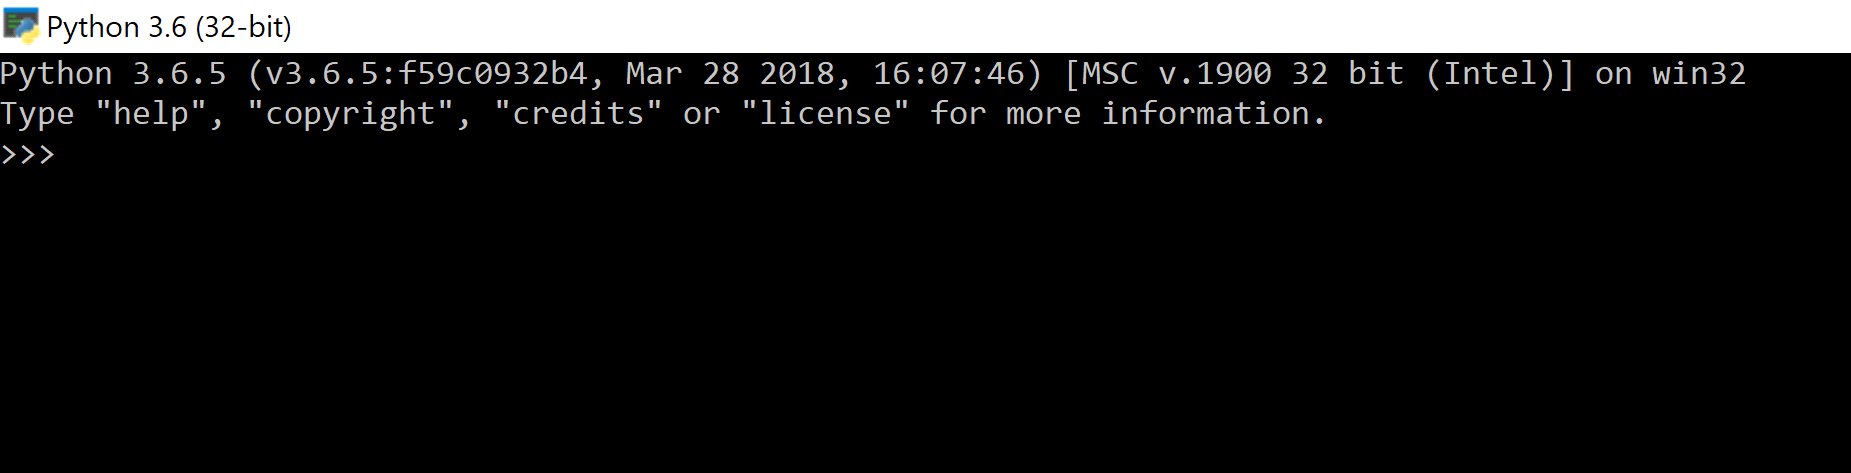 Python 3.6 (32-bit)
Python 3.6.5 (v3.6.5:f59c0932b4, Mar 28 2018, 16:07:46) [MSC v.1900 32 bit (Intel)] on win32
Type "help", "copyright", "credits" or "license" for more information.
>>>